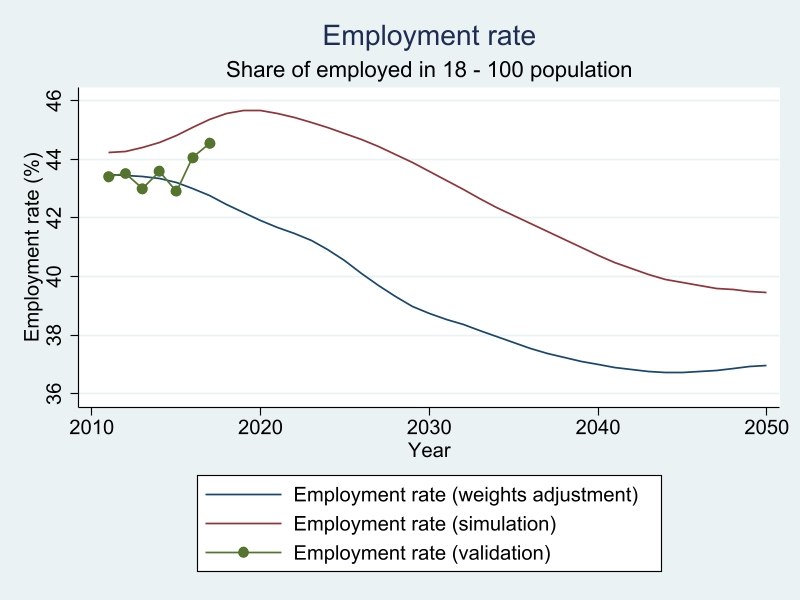 Employment rate
Share of employed in 18 - 100 population
Employment rate (%)
46
44
42
40
38
36
2010 2020 2030 2040 2050
Year
Employment rate (weights adjustment)
Employment rate (simulation)
Employment rate (validation)